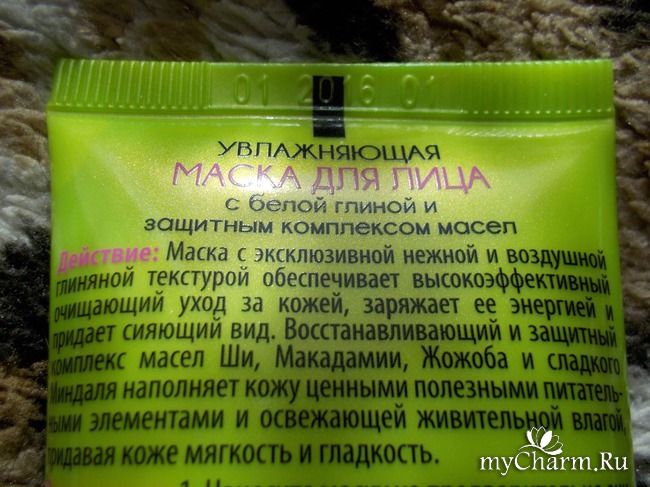 01 2016 01
УВЛАЖНЯЮЩАЯ
МАСКА ДЛЯ ЛИЦА
С БЕЛОЙ ГЛИНОЙ И
ЗАЩИТНЫМ КОМПЛЕКСОМ МАСЕЛ
Действие: Маска с эксклюзивной нежной и воздушной
глиняной текстурой обеспечивает высокоэффективный
очищающий уход за кожей, заряжает ее энергией и
придает сияющий вид. Восстанавливающий и защитный
комплекс масел Ши, Макадамии, Жожоба и сладкого
Миндаля наполняет кожу ценными полезными питатель-
ными элементами и освежающей живительной влагой,
придавая коже мягкость и гладкость.
myCharm.Ru